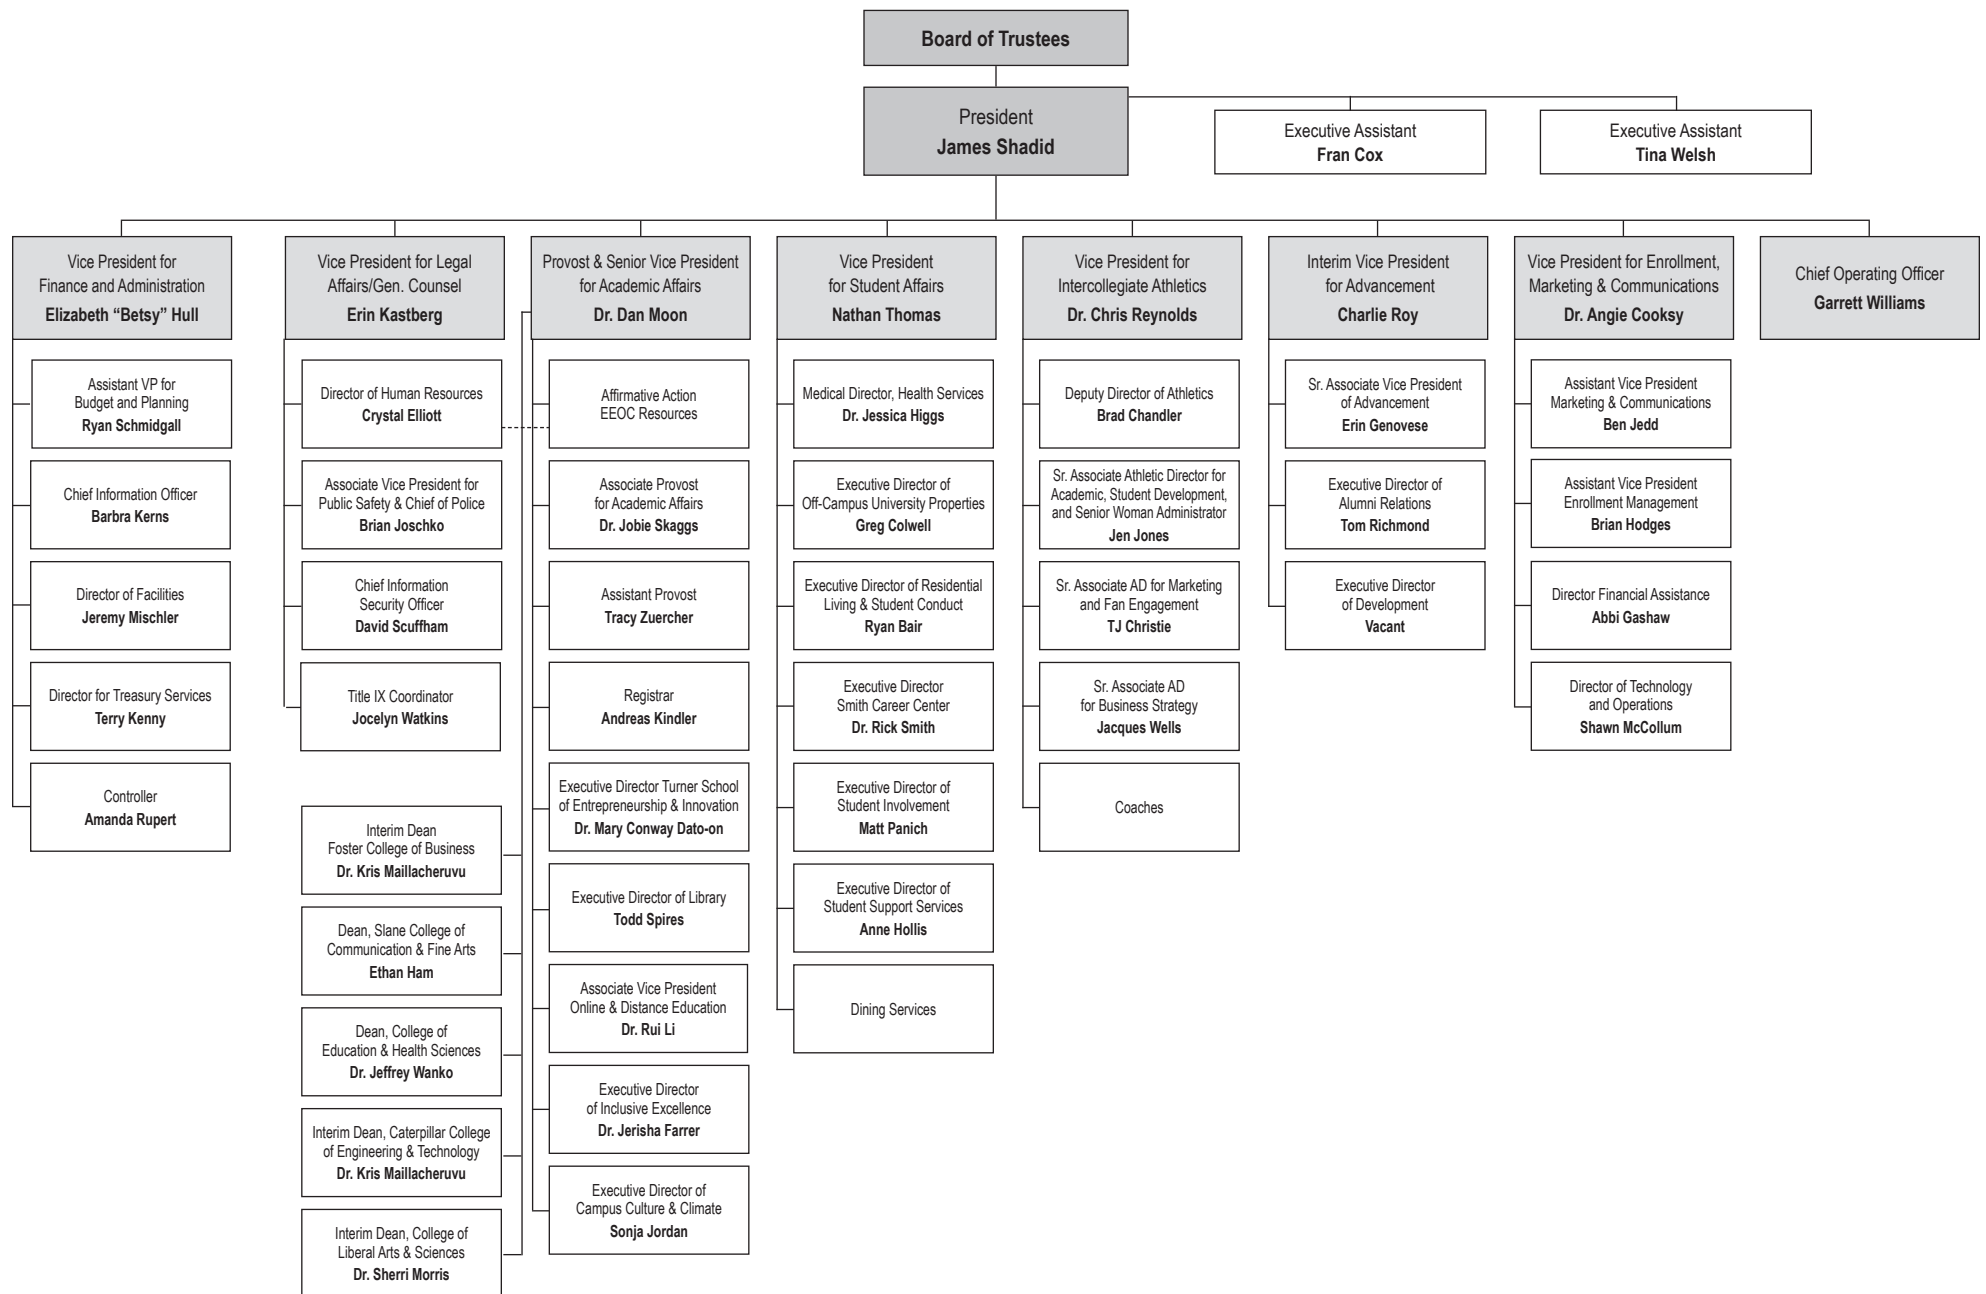 Board of Trustees
President
James Shadid
Executive Assistant
Fran Cox
Executive Assistant
Tina Welsh
Vice President for
Finance and Administration
Elizabeth “Betsy” Hull
Vice President for Legal
Affairs/Gen. Counsel
Erin Kastberg
Provost & Senior Vice President
for Academic Affairs
Dr. Dan Moon
Vice President
for Student Affairs
Nathan Thomas
Vice President for
Intercollegiate Athletics
Dr. Chris Reynolds
Interim Vice President
for Advancement
Charlie Roy
Vice President for Enrollment,
Marketing & Communications
Dr. Angie Cooksy
Chief Operating Officer
Garrett Williams
Assistant VP for
Budget and Planning
Ryan Schmidgall
Chief Information Officer
Barbra Kerns
Director of Facilities
Jeremy Mischler
Director for Treasury Services
Terry Kenny
Controller
Amanda Rupert
Director of Human Resources
Crystal Elliott
Associate Vice President for
Public Safety & Chief of Police
Brian Joschko
Chief Information
Security Officer
David Scuffham
Title IX Coordinator
Jocelyn Watkins
Interim Dean
Foster College of Business
Dr. Kris Maillacheruvu
Dean, Slane College of
Communication & Fine Arts
Ethan Ham
Dean, College of
Education & Health Sciences
Dr. Jeffrey Wanko
Interim Dean, Caterpillar College
of Engineering & Technology
Dr. Kris Maillacheruvu
Interim Dean, College of
Liberal Arts & Sciences
Dr. Sherri Morris
Affirmative Action
EEOC Resources
Associate Provost
for Academic Affairs
Dr. Jobie Skaggs
Assistant Provost
Tracy Zuercher
Registrar
Andreas Kindler
Executive Director Turner School
of Entrepreneurship & Innovation
Dr. Mary Conway Dato-on
Executive Director of Library
Todd Spires
Associate Vice President
Online & Distance Education
Dr. Rui Li
Executive Director
of Inclusive Excellence
Dr. Jerisha Farrer
Executive Director of
Campus Culture & Climate
Sonja Jordan
Medical Director, Health Services
Dr. Jessica Higgs
Executive Director of
Off-Campus University Properties
Greg Colwell
Executive Director of Residential
Living & Student Conduct
Ryan Bair
Executive Director
Smith Career Center
Dr. Rick Smith
Executive Director of
Student Involvement
Matt Panich
Executive Director of
Student Support Services
Anne Hollis
Dining Services
Deputy Director of Athletics
Brad Chandler
Sr. Associate Athletic Director for
Academic, Student Development,
and Senior Woman Administrator
Jen Jones
Sr. Associate AD for Marketing
and Fan Engagement
TJ Christie
Sr. Associate AD
for Business Strategy
Jacques Wells
Coaches
Sr. Associate Vice President
of Advancement
Erin Genovese
Executive Director of
Alumni Relations
Tom Richmond
Executive Director
of Development
Vacant
Assistant Vice President
Marketing & Communications
Ben Jedd
Assistant Vice President
Enrollment Management
Brian Hodges
Director Financial Assistance
Abbi Gashaw
Director of Technology
and Operations
Shawn McCollum